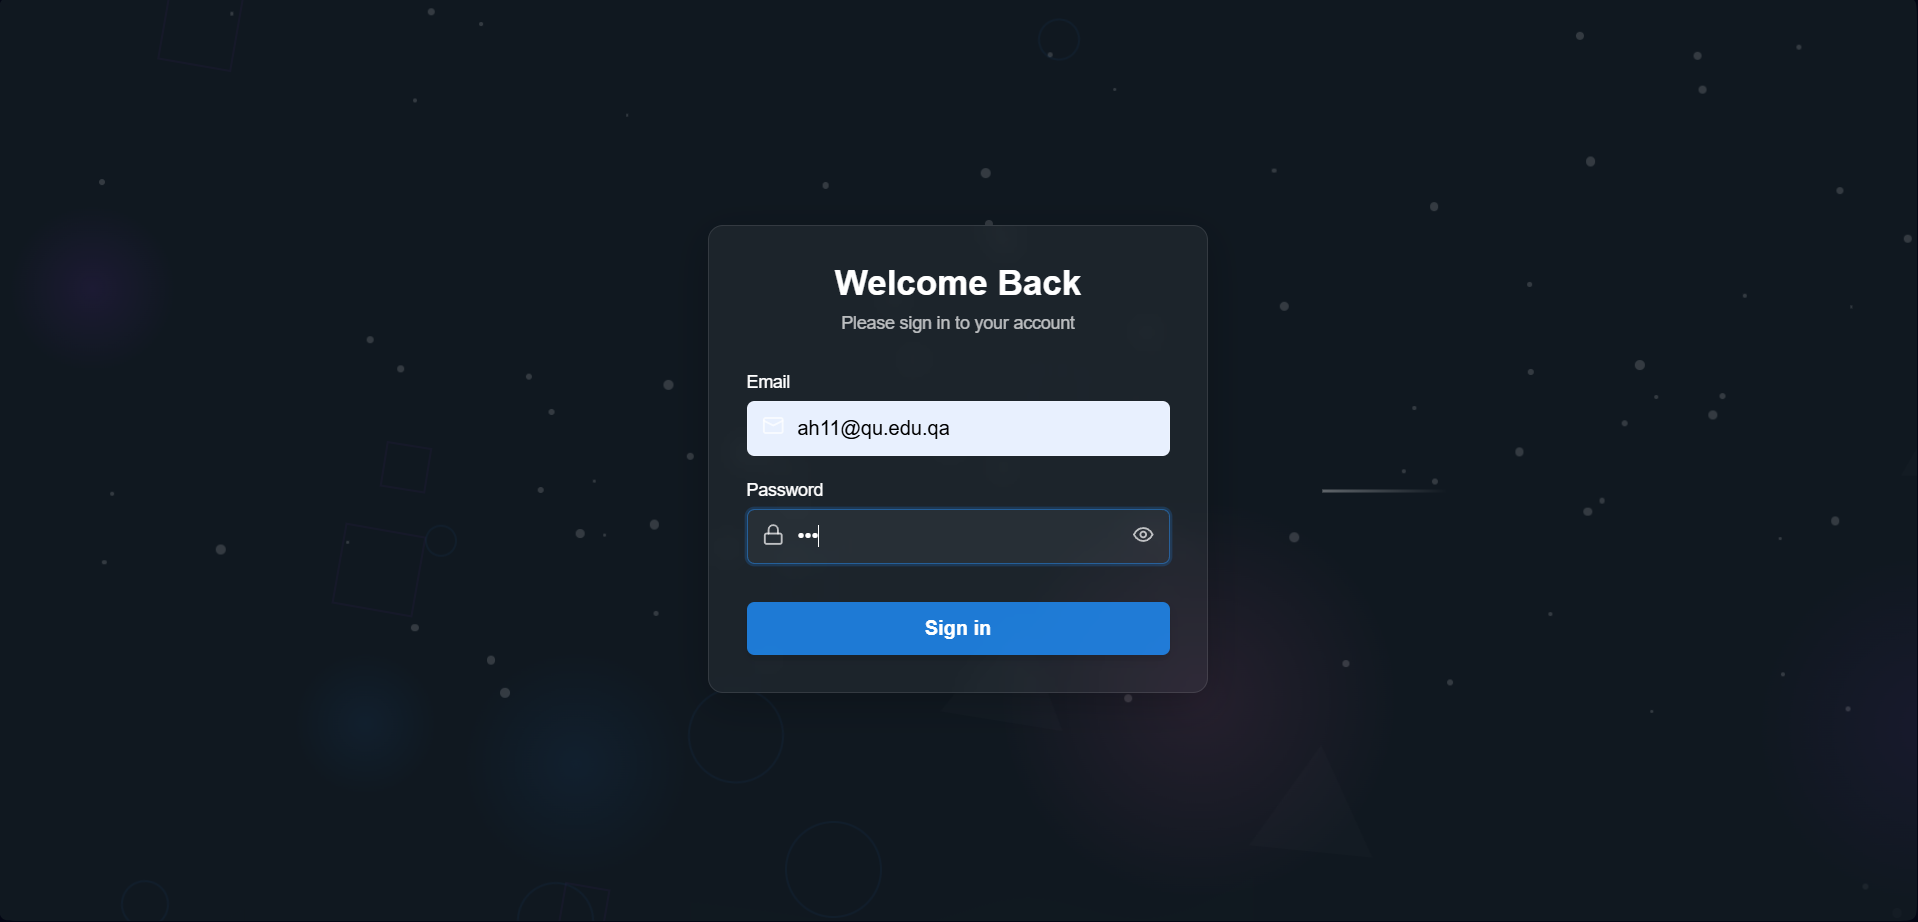 Welcome Back
Please sign in to your account
Email
ah11@qu.edu.qa
Password
•••
Sign in